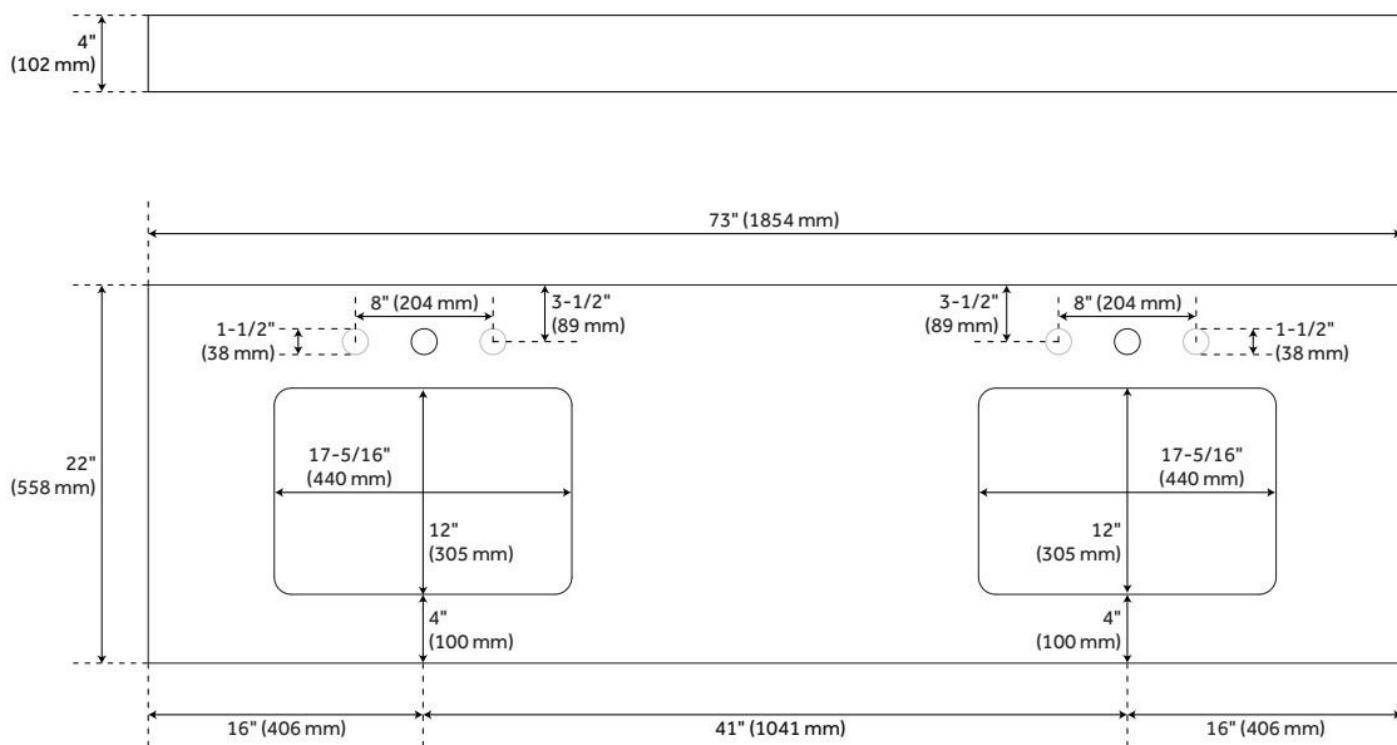 4"
(102 mm)
73" (1854 mm)
8" (204 mm)
3-1/2"
(89 mm)
3-1/2"
(89 mm)
8" (204 mm)
1-1/2"
(38 mm)
1-1/2"
(38 mm)
17-5/16"
(440 mm)
17-5/16"
(440 mm)
22"
(558 mm)
12"
(305 mm)
12"
(305 mm)
4"
(100 mm)
4"
(100 mm)
16" (406 mm)
41" (1041 mm)
16" (406 mm)